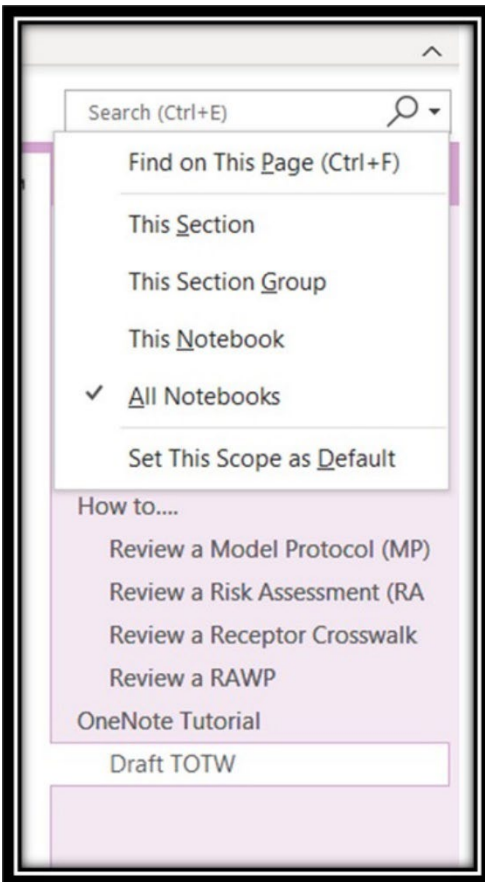 Search (Ctrl+E)
Find on This Page (Ctrl+F)
This Section
This Section Group
This Notebook
All Notebooks
Set This Scope as Default
How to....
Review a Model Protocol (MP)
Review a Risk Assessment (RA
Review a Receptor Crosswalk
Review a RAWP
OneNote Tutorial
Draft TOTW